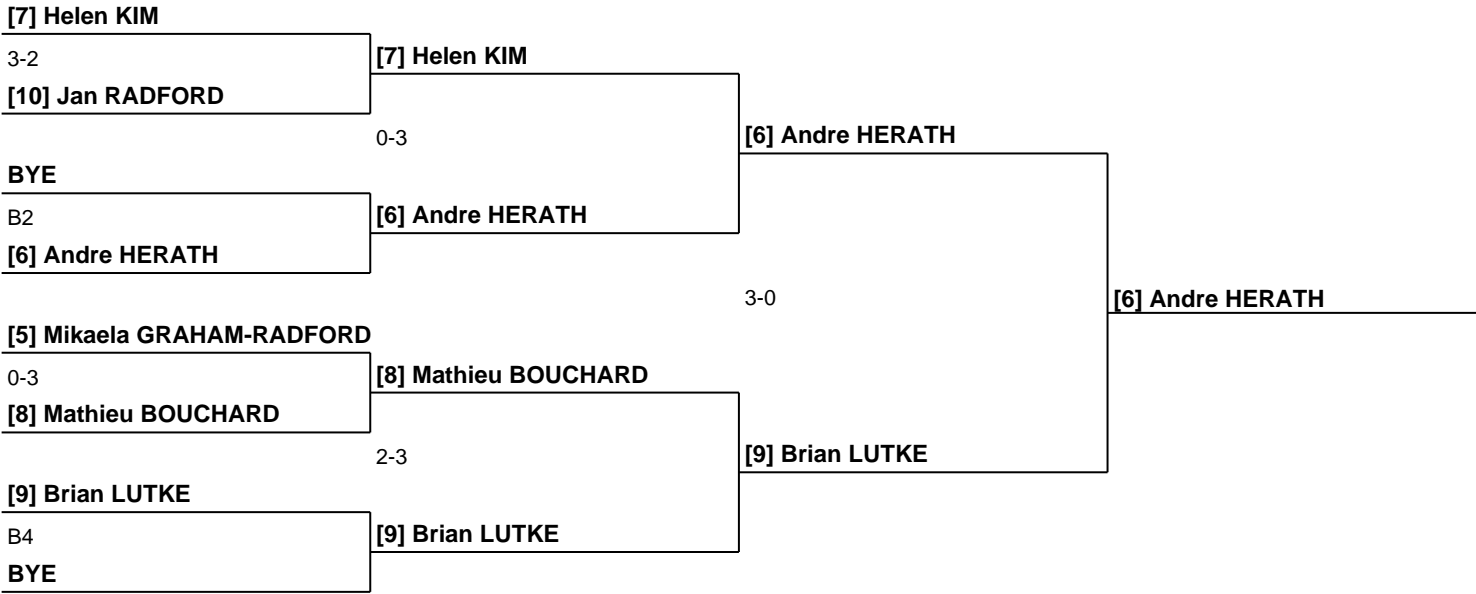 [7] Helen KIM
3-2
[10] Jan RADFORD
BYE
B2
[6] Andre HERATH
[5] Mikaela GRAHAM-RADFORD
0-3
[8] Mathieu BOUCHARD
[9] Brian LUTKE
B4
BYE
[7] Helen KIM
0-3
[6] Andre HERATH
[8] Mathieu BOUCHARD
2-3
[9] Brian LUTKE
[6] Andre HERATH
3-0
[9] Brian LUTKE
[6] Andre HERATH